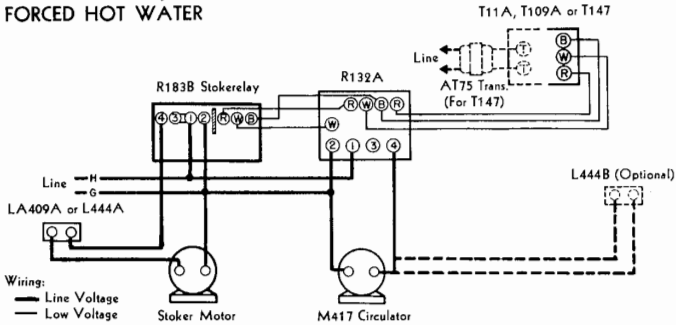 FORCED HOT WATER
T11A, T109A or T147
Line
T
T
B
W
R
AT75 Trans.
(For T147)
R183B Stokerelay
R132A
4 3 1 2 R W B
R W B R
W
2 1 3 4
Line
H
G
L444B (Optional)
LA409A or L444A
Wiring:
Line Voltage
Low Voltage
Stoker Motor
M417 Circulator